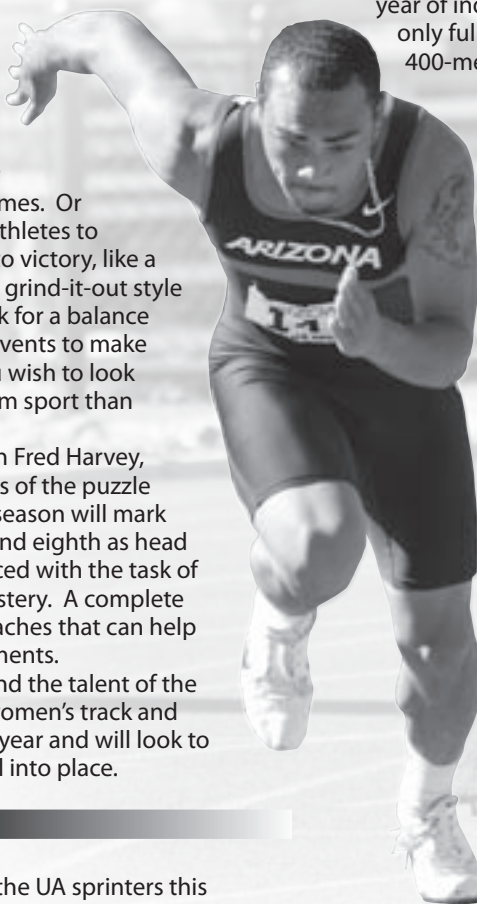 year of inc
only ful
400-me
mes. Or
thletes to
o victory, like a
grind-it-out style
k for a balance
vents to make
wish to look
m sport than
n Fred Harvey,
s of the puzzle
season will mark
nd eighth as head
ced with the task of
stery. A complete
aches that can help
ments.
nd the talent of the
omen's track and
year and will look to
l into place.
the UA sprinters this
ARIZONA